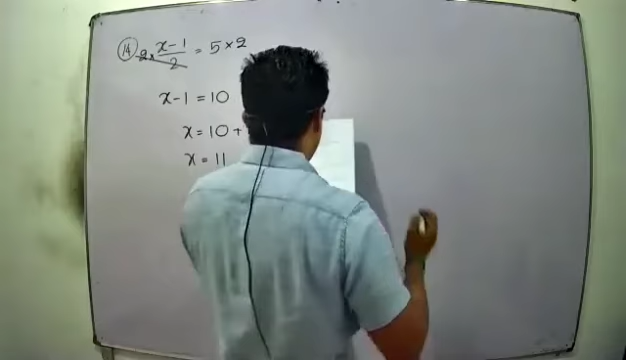 14 2 × x-1/2 = 5 × 2
x-1 = 10
x = 10 +
x = 11